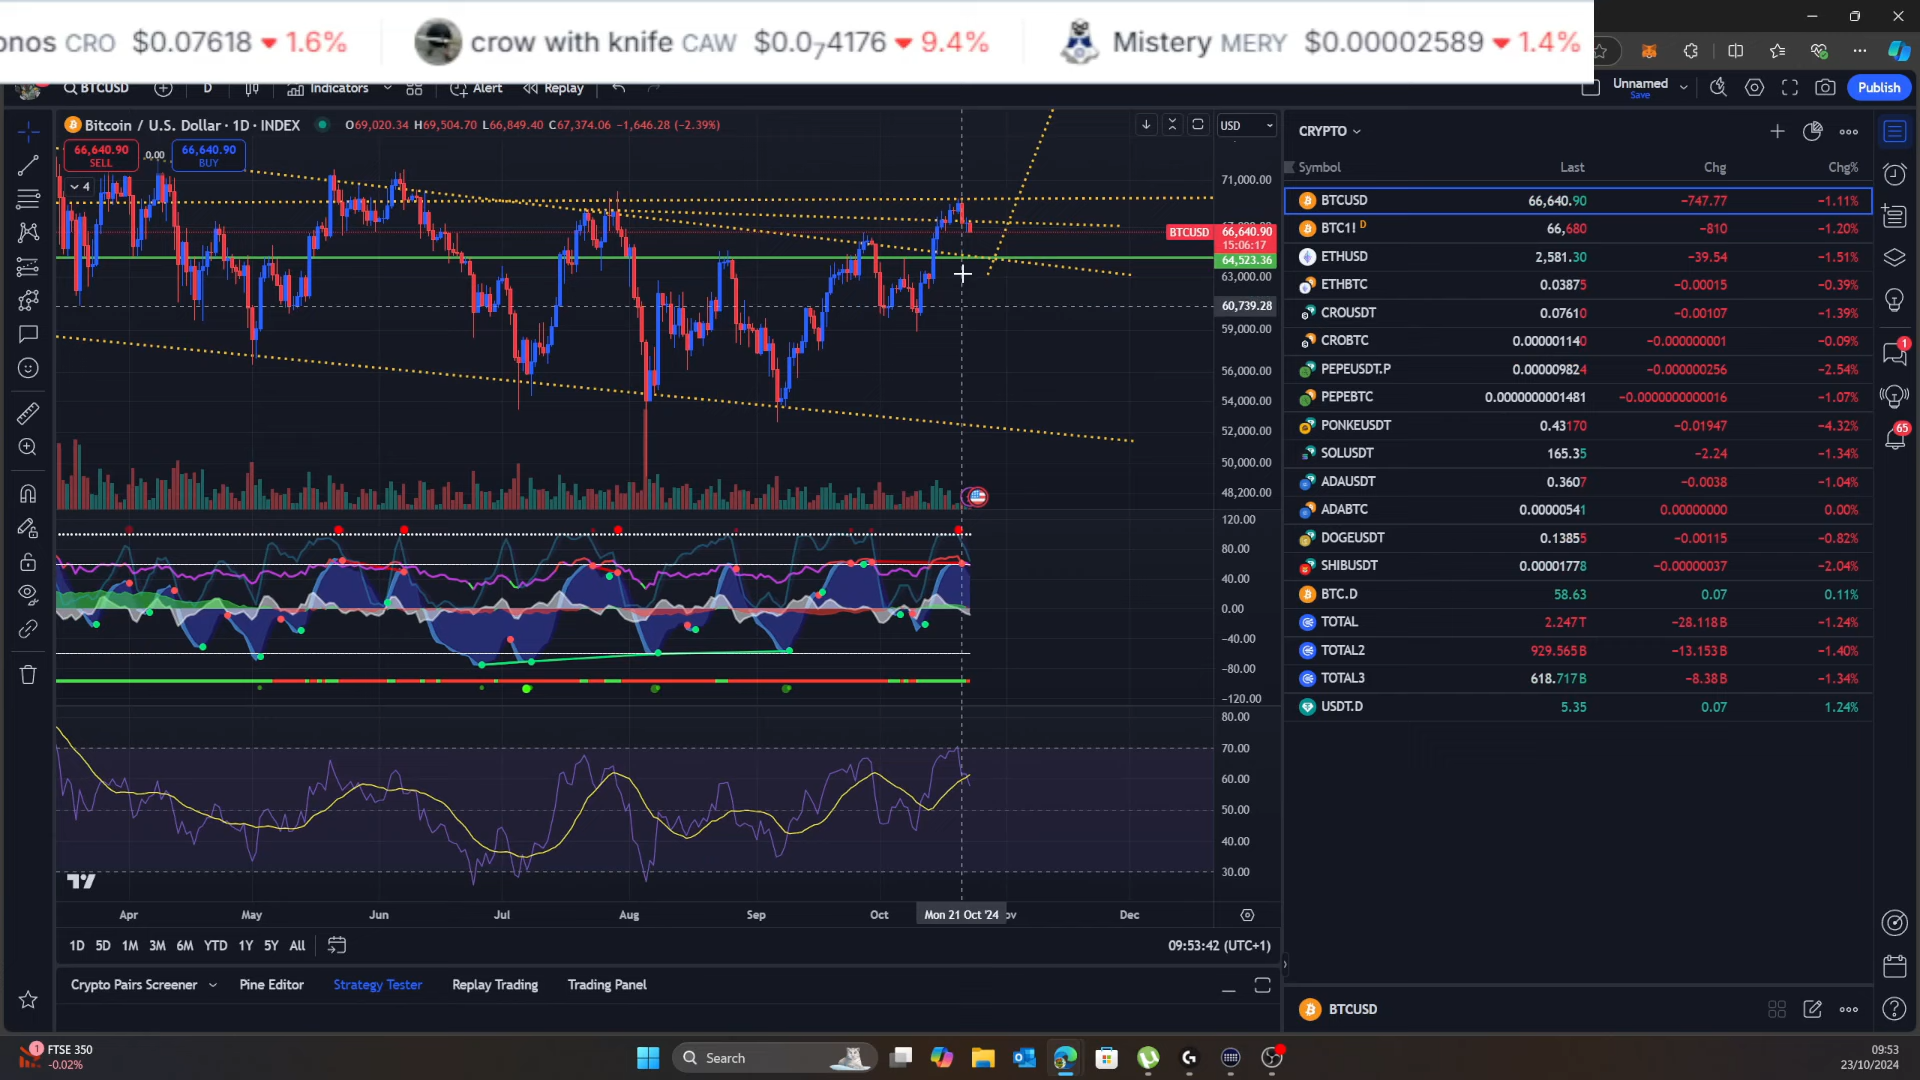 onos CRO $0.07618 ▼ 1.6% crow with knife CAW $0.0₇4176 ▼ 9.4% Mistery MERY $0.00002589 ▼ 1.4%
BTCUSD D Indicators Alert Replay Unnamed Save Publish
Bitcoin / U.S. Dollar · 1D · INDEX O69,020.34 H69,504.70 L66,849.40 C67,374.06 −1,646.28 (−2.39%) USD
66,640.90 SELL 0.00 66,640.90 BUY
4
71,000.00
BTCUSD 66,640.90
15:06:17
64,523.36
63,000.00
60,739.28
59,000.00
56,000.00
54,000.00
52,000.00
50,000.00
48,200.00
120.00
80.00
40.00
0.00
−40.00
−80.00
−120.00
80.00
70.00
60.00
50.00
40.00
30.00
Apr May Jun Jul Aug Sep Oct Mon 21 Oct '24 ov Dec
1D 5D 1M 3M 6M YTD 1Y 5Y All 09:53:42 (UTC+1)
Crypto Pairs Screener Pine Editor Strategy Tester Replay Trading Trading Panel
CRYPTO
Symbol Last Chg Chg%
BTCUSD 66,640.90 −747.77 −1.11%
BTC1! D 66,680 −810 −1.20%
ETHUSD 2,581.30 −39.54 −1.51%
ETHBTC 0.03875 −0.00015 −0.39%
CROUSDT 0.07610 −0.00107 −1.39%
CROBTC 0.000001140 −0.000000001 −0.09%
PEPEUSDT.P 0.000009824 −0.000000256 −2.54%
PEPEBTC 0.0000000001481 −0.0000000000016 −1.07%
PONKEUSDT 0.43170 −0.01947 −4.32%
SOLUSDT 165.35 −2.24 −1.34%
ADAUSDT 0.3607 −0.0038 −1.04%
ADABTC 0.00000541 0.00000000 0.00%
DOGEUSDT 0.1385 −0.00115 −0.82%
SHIBUSDT 0.00001778 −0.00000037 −2.04%
BTC.D 58.63 0.07 0.11%
TOTAL 2.247T −28.118B −1.24%
TOTAL2 929.565B −13.153B −1.40%
TOTAL3 618.717B −8.38B −1.34%
USDT.D 5.35 0.07 1.24%
BTCUSD
1
65
1 FTSE 350
-0.02%
Search
09:53
23/10/2024